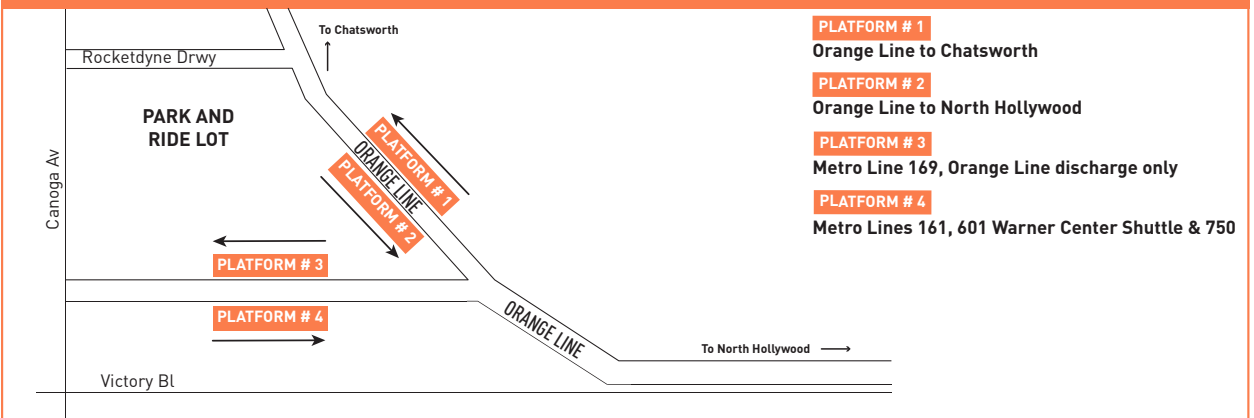 To Chatsworth
Rocketdyne Drwy
PARK AND
RIDE LOT
Canoga Av
PLATFORM # 1
ORANGE LINE
PLATFORM # 2
PLATFORM # 3
PLATFORM # 4
ORANGE LINE
To North Hollywood
Victory Bl
PLATFORM # 1
Orange Line to Chatsworth
PLATFORM # 2
Orange Line to North Hollywood
PLATFORM # 3
Metro Line 169, Orange Line discharge only
PLATFORM # 4
Metro Lines 161, 601 Warner Center Shuttle & 750